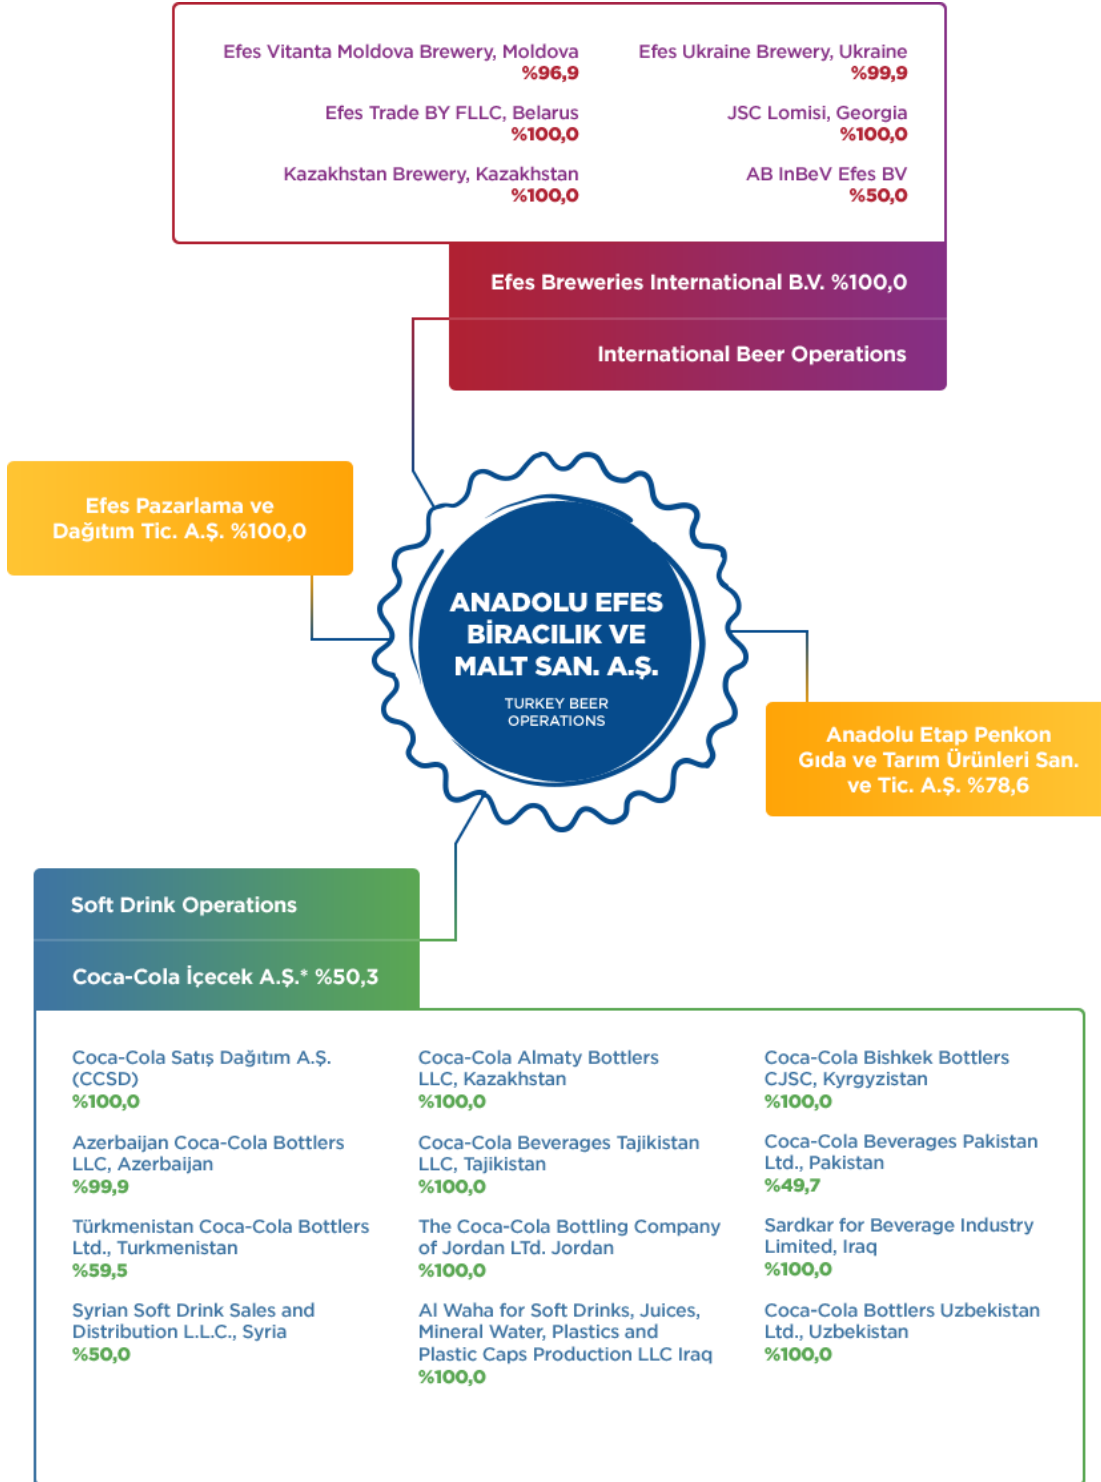 Efes Vitanta Moldova Brewery, Moldova
%96,9
Efes Trade BY FLLC, Belarus
%100,0
Kazakhstan Brewery, Kazakhstan
%100,0
Efes Ukraine Brewery, Ukraine
%99,9
JSC Lomisi, Georgia
%100,0
AB InBeV Efes BV
%50,0
Efes Breweries International B.V. %100,0
International Beer Operations
Efes Pazarlama ve
Dağıtım Tic. A.Ş. %100,0
ANADOLU EFES
BİRACILIK VE
MALT SAN. A.Ş.
TURKEY BEER
OPERATIONS
Anadolu Etap Penkon
Gıda ve Tarım Ürünleri San.
ve Tic. A.Ş. %78,6
Soft Drink Operations
Coca-Cola İçecek A.Ş.* %50,3
Coca-Cola Satış Dağıtım A.Ş.
(CCSD)
%100,0
Azerbaijan Coca-Cola Bottlers
LLC, Azerbaijan
%99,9
Türkmenistan Coca-Cola Bottlers
Ltd., Turkmenistan
%59,5
Syrian Soft Drink Sales and
Distribution L.L.C., Syria
%50,0
Coca-Cola Almaty Bottlers
LLC, Kazakhstan
%100,0
Coca-Cola Beverages Tajikistan
LLC, Tajikistan
%100,0
The Coca-Cola Bottling Company
of Jordan LTd. Jordan
%100,0
Al Waha for Soft Drinks, Juices,
Mineral Water, Plastics and
Plastic Caps Production LLC Iraq
%100,0
Coca-Cola Bishkek Bottlers
CJSC, Kyrgyzistan
%100,0
Coca-Cola Beverages Pakistan
Ltd., Pakistan
%49,7
Sardkar for Beverage Industry
Limited, Iraq
%100,0
Coca-Cola Bottlers Uzbekistan
Ltd., Uzbekistan
%100,0